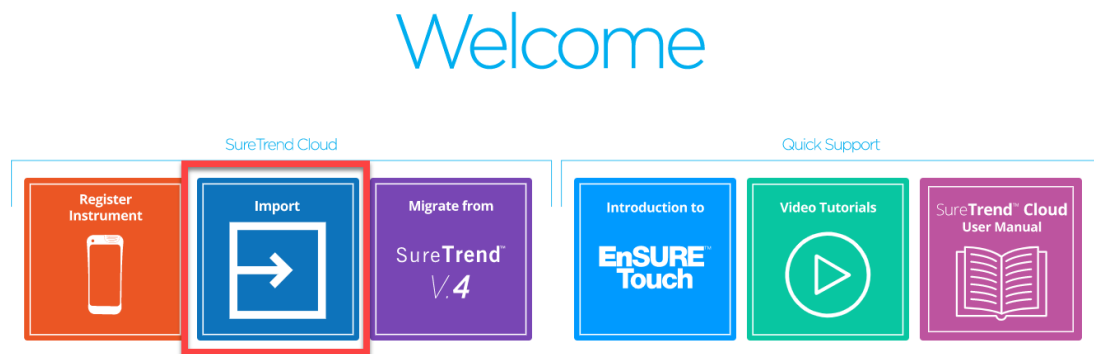 Welcome
SureTrend Cloud
Quick Support
Register
Instrument
Import
Migrate from
SureTrend™
V.4
Introduction to
EnSURE™
Touch
Video Tutorials
SureTrend™ Cloud
User Manual